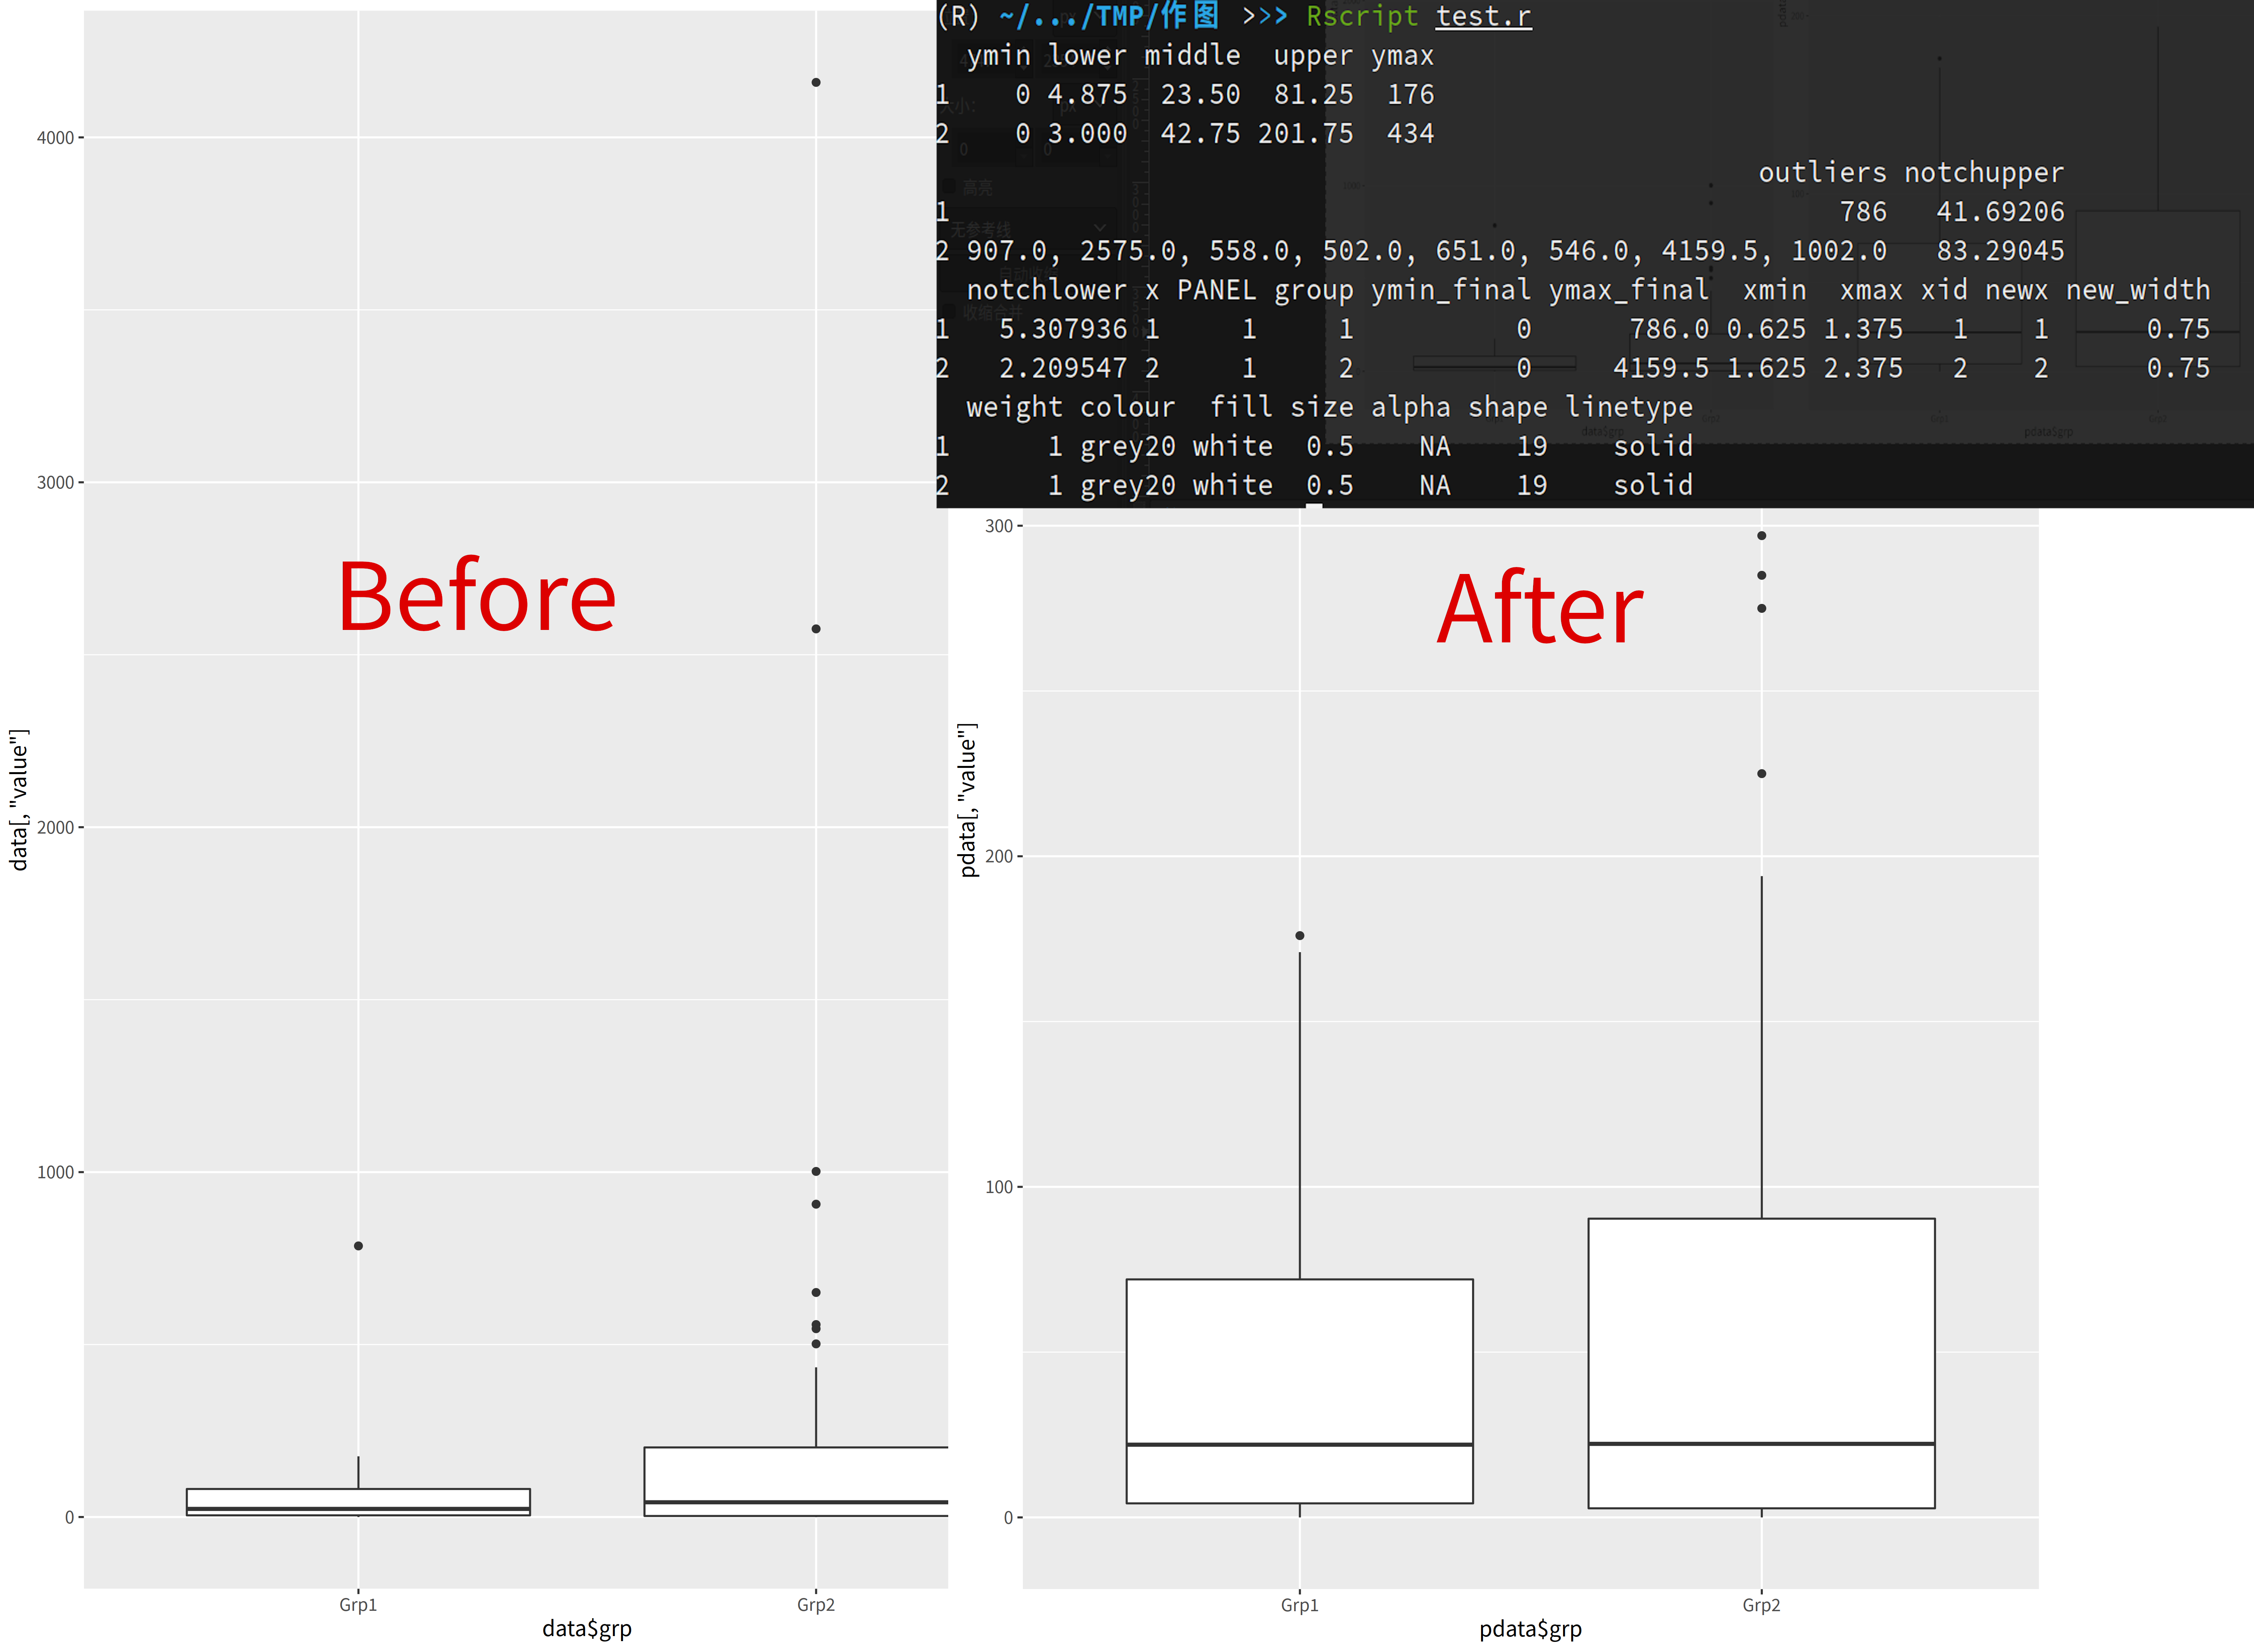 (R) ~/.../TMP/作图 >>> Rscript test.r
ymin lower middle upper ymax
1 0 4.875 23.50 81.25 176
2 0 3.000 42.75 201.75 434
outliers notchupper
1 786 41.69206
2 907.0, 2575.0, 558.0, 502.0, 651.0, 546.0, 4159.5, 1002.0 83.29045
notchlower x PANEL group ymin_final ymax_final xmin xmax xid newx new_width
1 5.307936 1 1 1 0 786.0 0.625 1.375 1 1 0.75
2 2.209547 2 1 2 0 4159.5 1.625 2.375 2 2 0.75
weight colour fill size alpha shape linetype
1 1 grey20 white 0.5 NA 19 solid
2 1 grey20 white 0.5 NA 19 solid
高亮
无参考线
Before
data[, "value"]
4000
3000
2000
1000
0
Grp1 Grp2
data$grp
After
pdata[, "value"]
300
200
100
0
Grp1 Grp2
pdata$grp